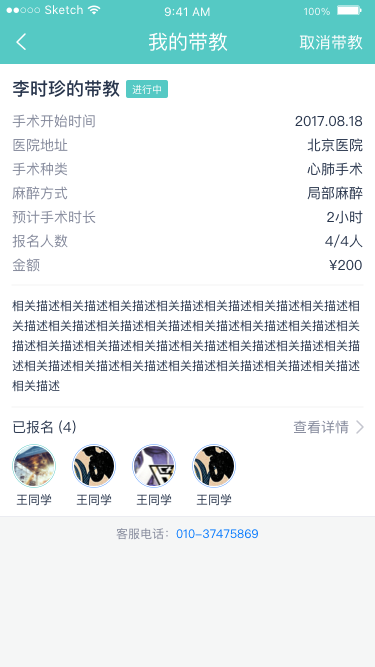 Sketch
9:41 AM
100%
我的带教
取消带教
李时珍的带教 进行中
手术开始时间 2017.08.18
医院地址 北京医院
手术种类 心肺手术
麻醉方式 局部麻醉
预计手术时长 2小时
报名人数 4/4人
金额 ¥200
相关描述相关描述相关描述相关描述相关描述相关描述相关描述相
关描述相关描述相关描述相关描述相关描述相关描述相关描述相关
描述相关描述相关描述相关描述相关描述相关描述相关描述相关描
述相关描述相关描述相关描述相关描述相关描述相关描述相关描述
相关描述
已报名 (4) 查看详情
王同学 王同学 王同学 王同学
客服电话：010-37475869